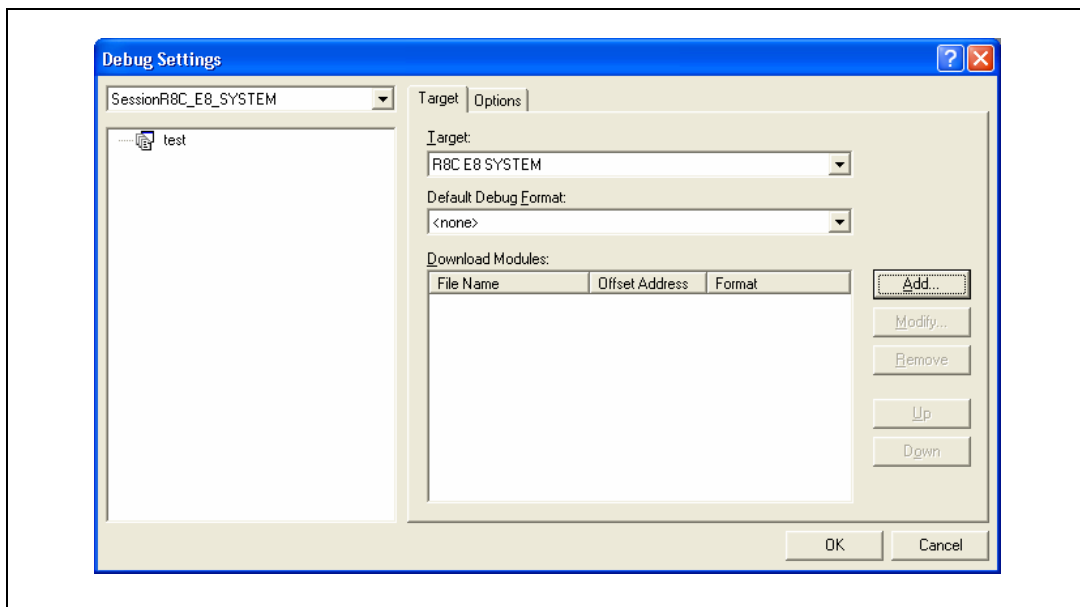 Debug Settings
SessionR8C_E8_SYSTEM
test
Target
Options
Target:
R8C E8 SYSTEM
Default Debug Format:
<none>
Download Modules:
File Name
Offset Address
Format
Add...
Modify...
Remove
Up
Down
OK
Cancel